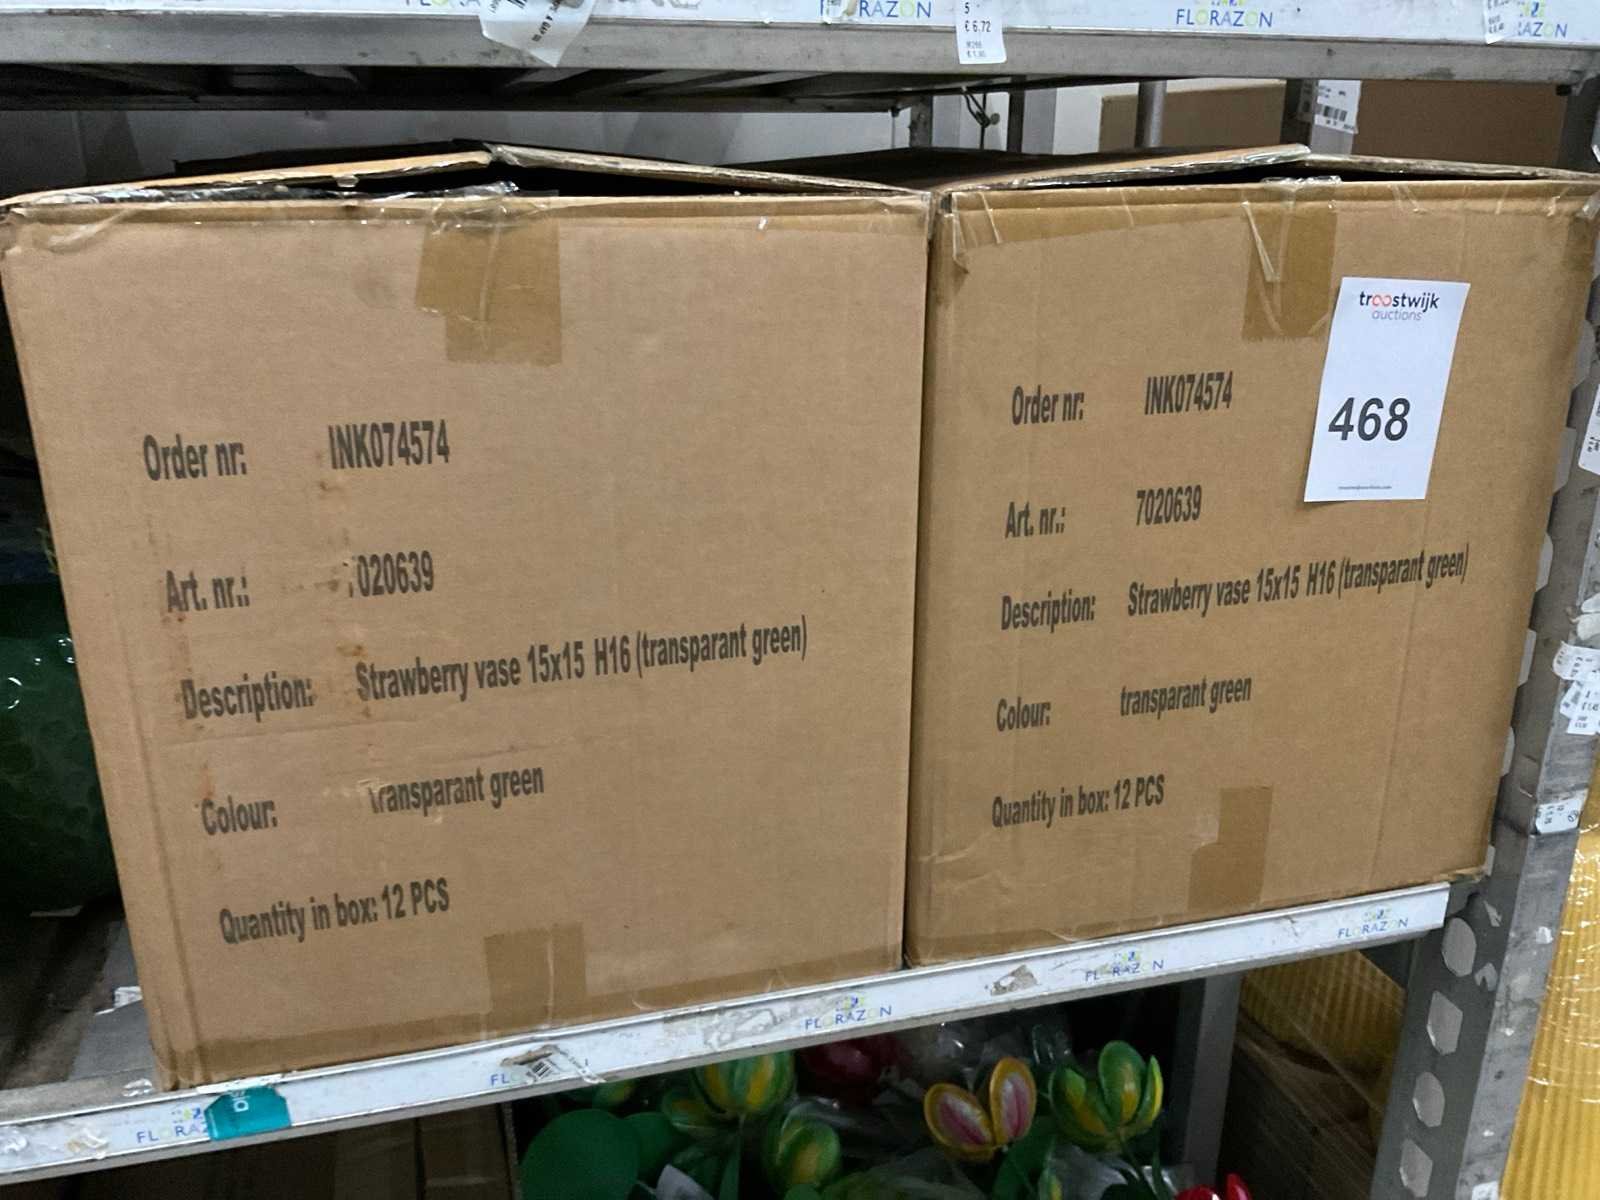 FLORAZON
5
€ 6,72
FLORAZON
troostwijk
auctions
468
Order nr: INK074574
Art. nr.: 020639
Description: Strawberry vase 15x15 H16 (transparant green)
Colour: transparant green
Quantity in box: 12 PCS
Order nr: INK074574
Art. nr.: 7020639
Description: Strawberry vase 15x15 H16 (transparant green)
Colour: transparant green
Quantity in box: 12 PCS
FLORAZON
FLORAZON
FLORAZON